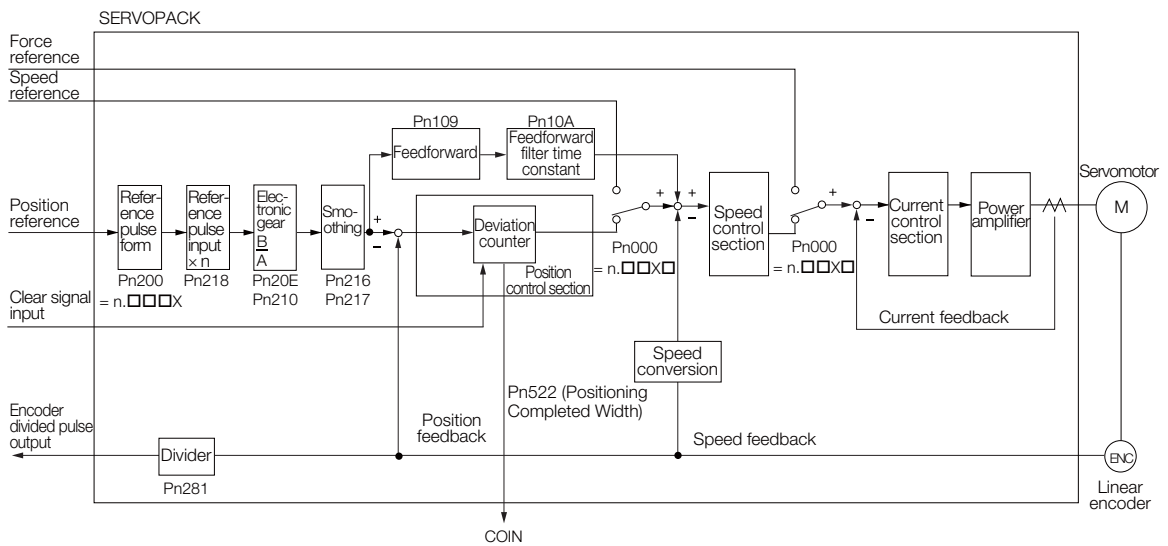 SERVOPACK
Force
reference
Speed
reference
Pn109
Pn10A
Feedforward
Feedforward
filter time
constant
Servomotor
M
Position
reference
Refer-
ence
pulse
form
Refer-
ence
pulse
input
× n
Elec-
tronic
gear
B
A
Smo-
othing
+
−
Deviation
counter
Position
control section
+
+
−
Speed
control
section
+
−
Current
control
section
Power
amplifier
Pn200
= n.□□□X
Pn218
Pn20E
Pn210
Pn216
Pn217
Pn000
= n.□□X□
Pn000
= n.□□X□
Clear signal
input
Current feedback
Speed
conversion
Pn522 (Positioning
Completed Width)
Encoder
divided pulse
output
Position
feedback
Speed feedback
Divider
Pn281
ENC
Linear
encoder
COIN